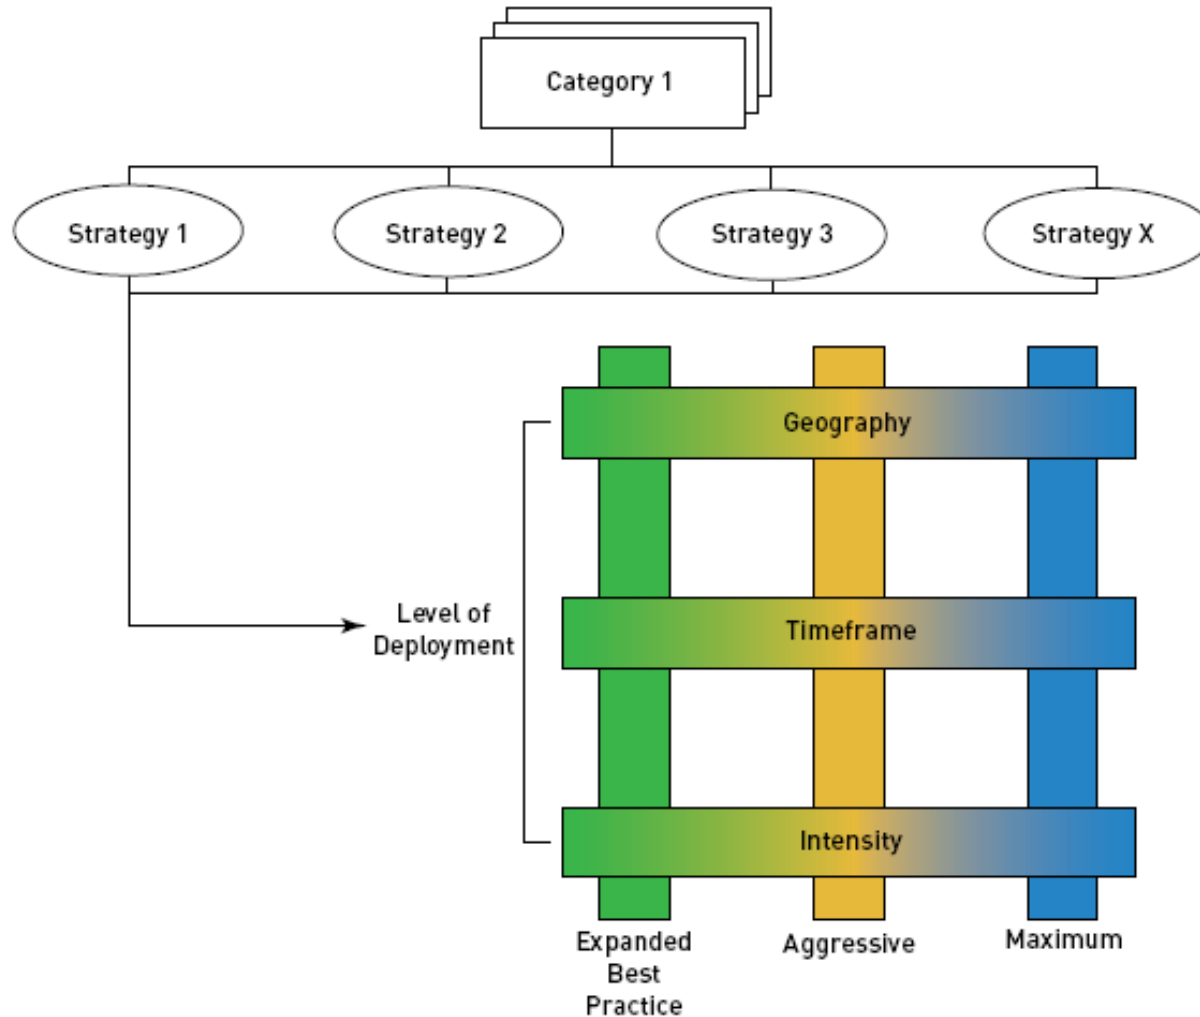 Category 1
Strategy 1
Strategy 2
Strategy 3
Strategy X
Geography
Level of
Deployment
Timeframe
Intensity
Expanded
Best
Practice
Aggressive
Maximum